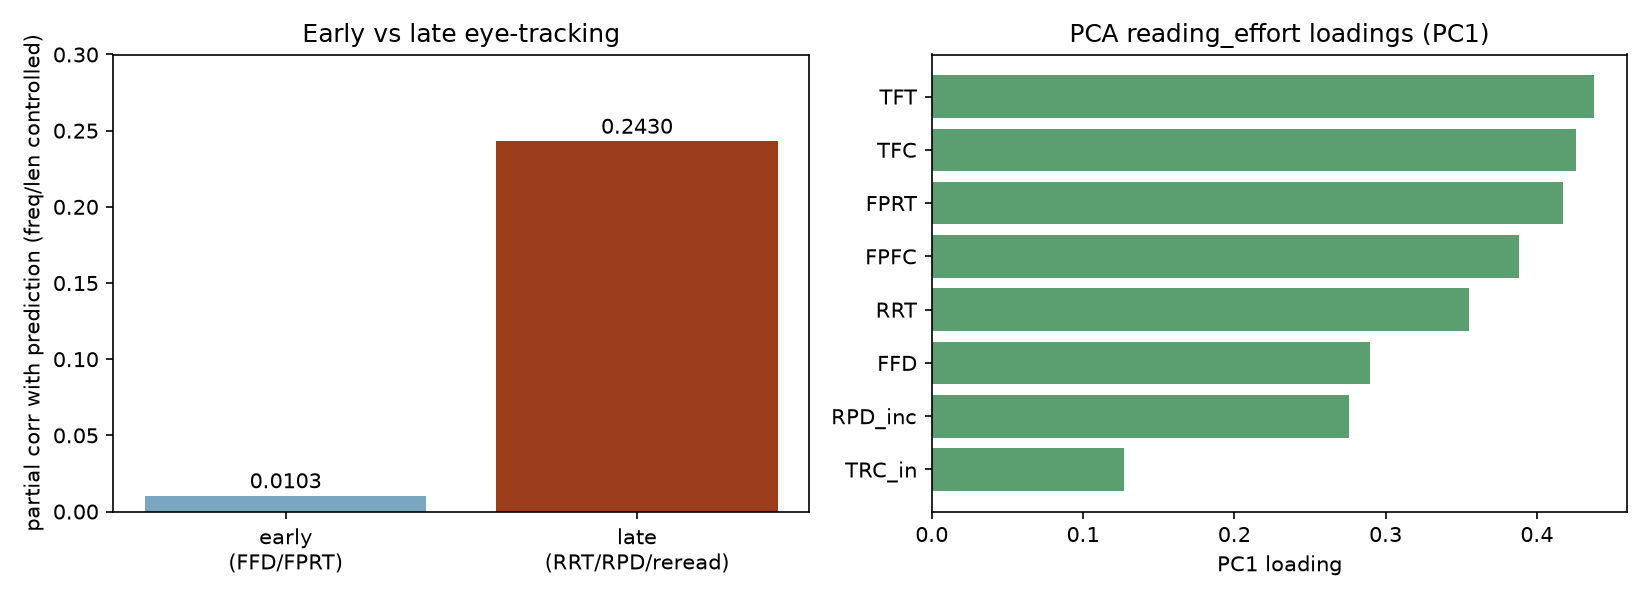 Early vs late eye-tracking
partial corr with prediction (freq/len controlled)
0.30
0.25
0.20
0.15
0.10
0.05
0.00
0.0103
0.2430
early
(FFD/FPRT)
late
(RRT/RPD/reread)
PCA reading_effort loadings (PC1)
TFT
TFC
FPRT
FPFC
RRT
FFD
RPD_inc
TRC_in
0.0 0.1 0.2 0.3 0.4
PC1 loading